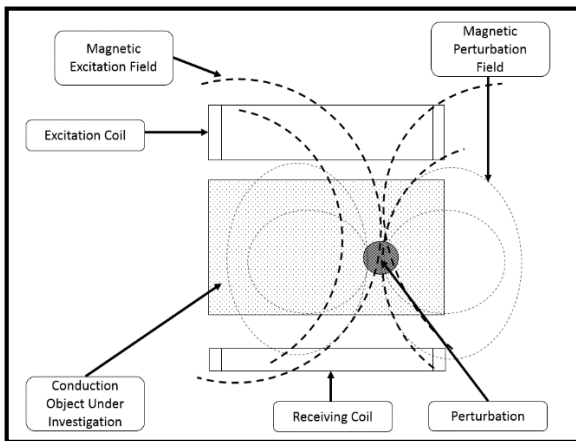 Magnetic
Excitation Field
Magnetic
Perturbation
Field
Excitation Coil
Conduction
Object Under
Investigation
Receiving Coil
Perturbation